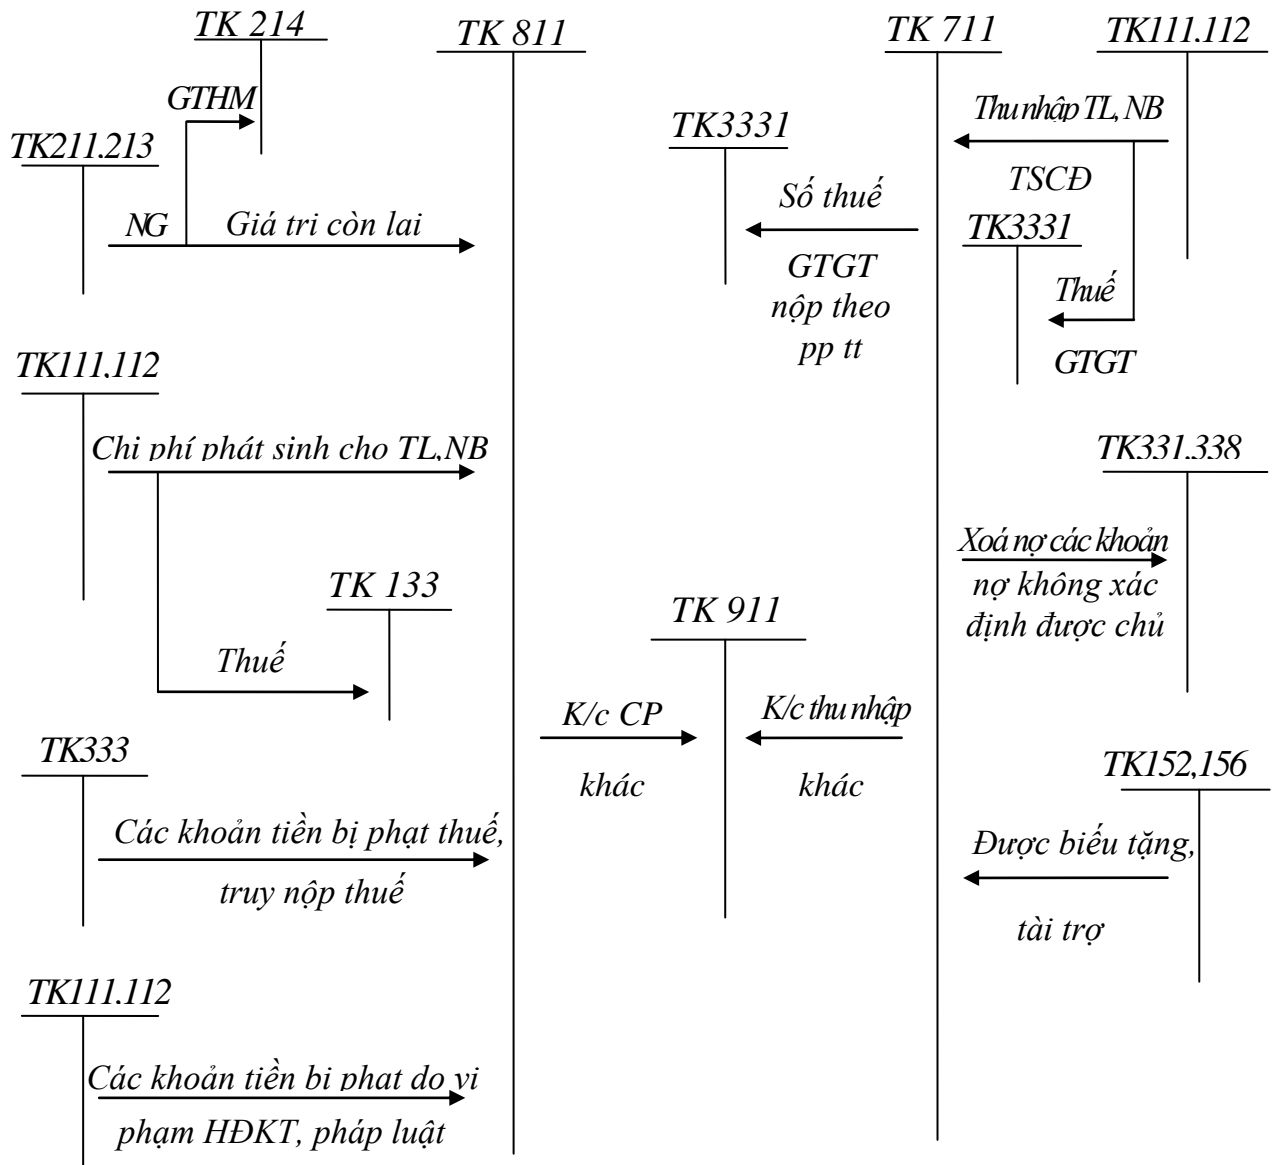 TK 214
TK 811
TK 711
TK111.112
GTHM
Thu nhập TL, NB
TK3331
TK211.213
TSCĐ
Số thuế
NG
Giá tri còn lai
TK3331
GTGT
nộp theo
pp tt
Thuế
GTGT
TK111.112
Chi phí phát sinh cho TL,NB
TK331.338
Xoá nợ các khoản
nợ không xác
định được chủ
TK 133
TK 911
Thuế
K/c CP
khác
K/c thu nhập
khác
TK333
TK152,156
Các khoản tiền bị phạt thuế,
truy nộp thuế
Được biếu tặng,
tài trợ
TK111.112
Các khoản tiền bi phat do vi
phạm HĐKT, pháp luật